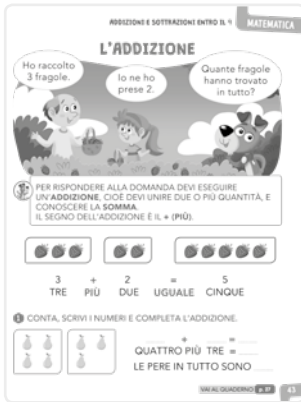 ADDIZIONI E SOTTRAZIONI ENTRO IL 9
MATEMATICA
L'ADDIZIONE
Ho raccolto
3 fragole.
Io ne ho
prese 2.
Quante fragole
hanno trovato
in tutto?
PER RISPONDERE ALLA DOMANDA DEVI ESEGUIRE
UN'ADDIZIONE, CIOÈ DEVI UNIRE DUE O PIÙ QUANTITÀ, E
CONOSCERE LA SOMMA.
IL SEGNO DELL'ADDIZIONE È IL + (PIÙ).
3 + 2 = 5
TRE PIÙ DUE UGUALE CINQUE
1 CONTA, SCRIVI I NUMERI E COMPLETA L'ADDIZIONE.
+ =
QUATTRO PIÙ TRE =
LE PERE IN TUTTO SONO
VAI AL QUADERNO p. 37
63